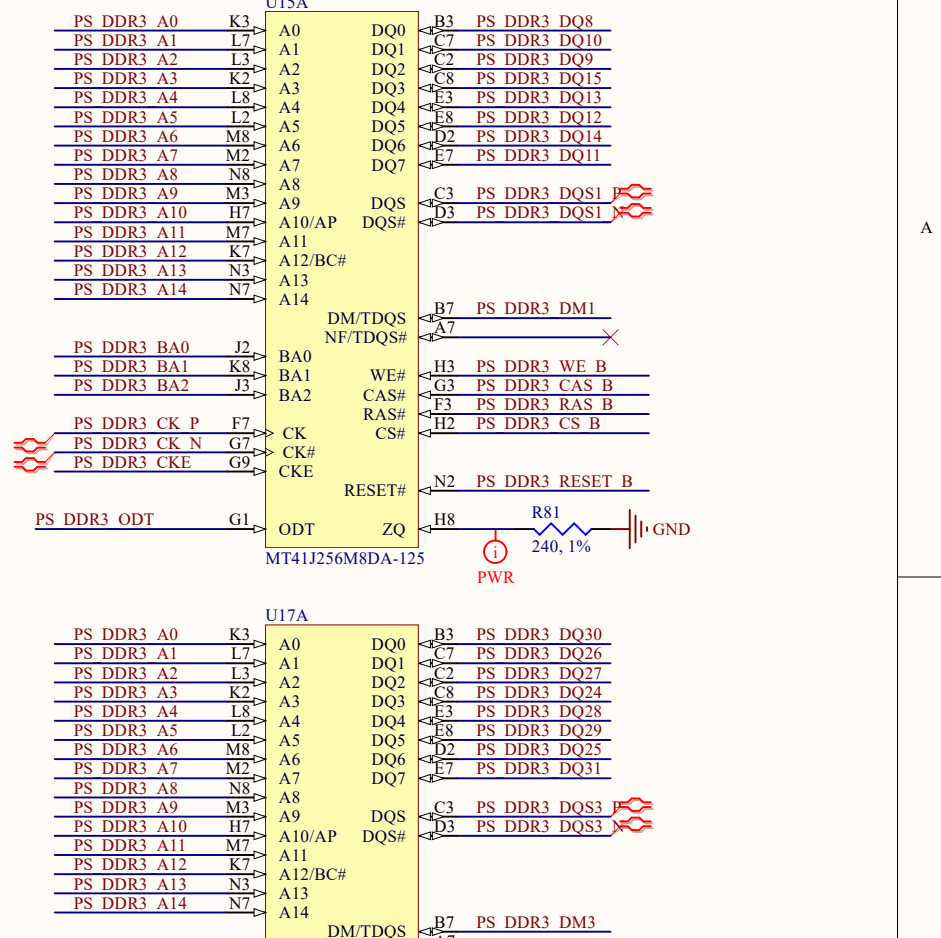 U15A
PS_DDR3_A0 K3 A0 DQ0 B3 PS_DDR3_DQ8
PS_DDR3_A1 L7 A1 DQ1 C7 PS_DDR3_DQ10
PS_DDR3_A2 L3 A2 DQ2 C2 PS_DDR3_DQ9
PS_DDR3_A3 K2 A3 DQ3 C8 PS_DDR3_DQ15
PS_DDR3_A4 L8 A4 DQ4 E3 PS_DDR3_DQ13
PS_DDR3_A5 L2 A5 DQ5 E8 PS_DDR3_DQ12
PS_DDR3_A6 M8 A6 DQ6 D2 PS_DDR3_DQ14
PS_DDR3_A7 M2 A7 DQ7 E7 PS_DDR3_DQ11
PS_DDR3_A8 N8 A8
PS_DDR3_A9 M3 A9 DQS C3 PS_DDR3_DQS1_P
PS_DDR3_A10 H7 A10/AP DQS# D3 PS_DDR3_DQS1_N
PS_DDR3_A11 M7 A11
A
PS_DDR3_A12 K7 A12/BC#
PS_DDR3_A13 N3 A13
PS_DDR3_A14 N7 A14
DM/TDQS B7 PS_DDR3_DM1
NF/TDQS# A7
PS_DDR3_BA0 J2 BA0
PS_DDR3_BA1 K8 BA1 WE# H3 PS_DDR3_WE_B
PS_DDR3_BA2 J3 BA2 CAS# G3 PS_DDR3_CAS_B
RAS# F3 PS_DDR3_RAS_B
PS_DDR3_CK_P F7 CK CS# H2 PS_DDR3_CS_B
PS_DDR3_CK_N G7 CK#
PS_DDR3_CKE G9 CKE
RESET# N2 PS_DDR3_RESET_B
R81
PS_DDR3_ODT G1 ODT ZQ H8 GND
240, 1%
MT41J256M8DA-125
i
PWR
U17A
PS_DDR3_A0 K3 A0 DQ0 B3 PS_DDR3_DQ30
PS_DDR3_A1 L7 A1 DQ1 C7 PS_DDR3_DQ26
PS_DDR3_A2 L3 A2 DQ2 C2 PS_DDR3_DQ27
PS_DDR3_A3 K2 A3 DQ3 C8 PS_DDR3_DQ24
PS_DDR3_A4 L8 A4 DQ4 E3 PS_DDR3_DQ28
PS_DDR3_A5 L2 A5 DQ5 E8 PS_DDR3_DQ29
PS_DDR3_A6 M8 A6 DQ6 D2 PS_DDR3_DQ25
PS_DDR3_A7 M2 A7 DQ7 E7 PS_DDR3_DQ31
PS_DDR3_A8 N8 A8
PS_DDR3_A9 M3 A9 DQS C3 PS_DDR3_DQS3_P
PS_DDR3_A10 H7 A10/AP DQS# D3 PS_DDR3_DQS3_N
PS_DDR3_A11 M7 A11
PS_DDR3_A12 K7 A12/BC#
PS_DDR3_A13 N3 A13
PS_DDR3_A14 N7 A14
DM/TDQS B7 PS_DDR3_DM3